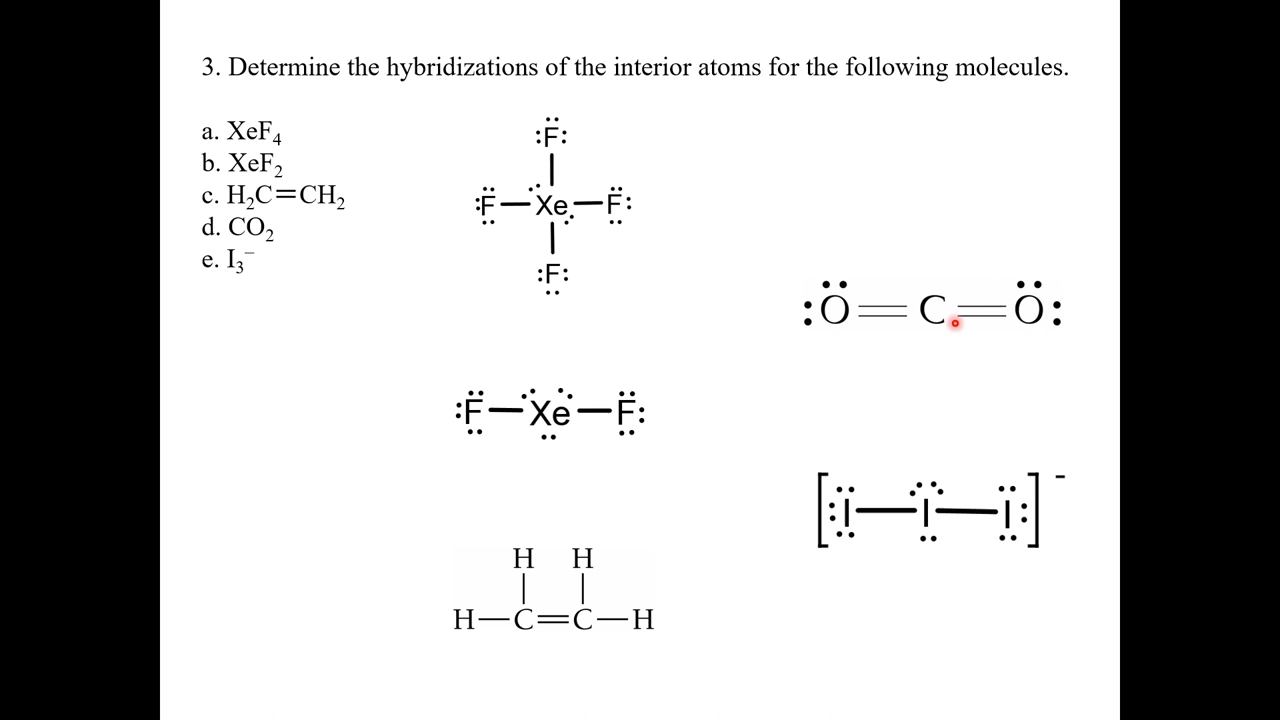 3. Determine the hybridizations of the interior atoms for the following molecules.
a. XeF₄
b. XeF₂
c. H₂C=CH₂
d. CO₂
e. I₃⁻
:F:
:F—Xe—F:
:F:
:O=C=O:
:F—Xe—F:
[:I—I—I:]⁻
H H
H—C=C—H